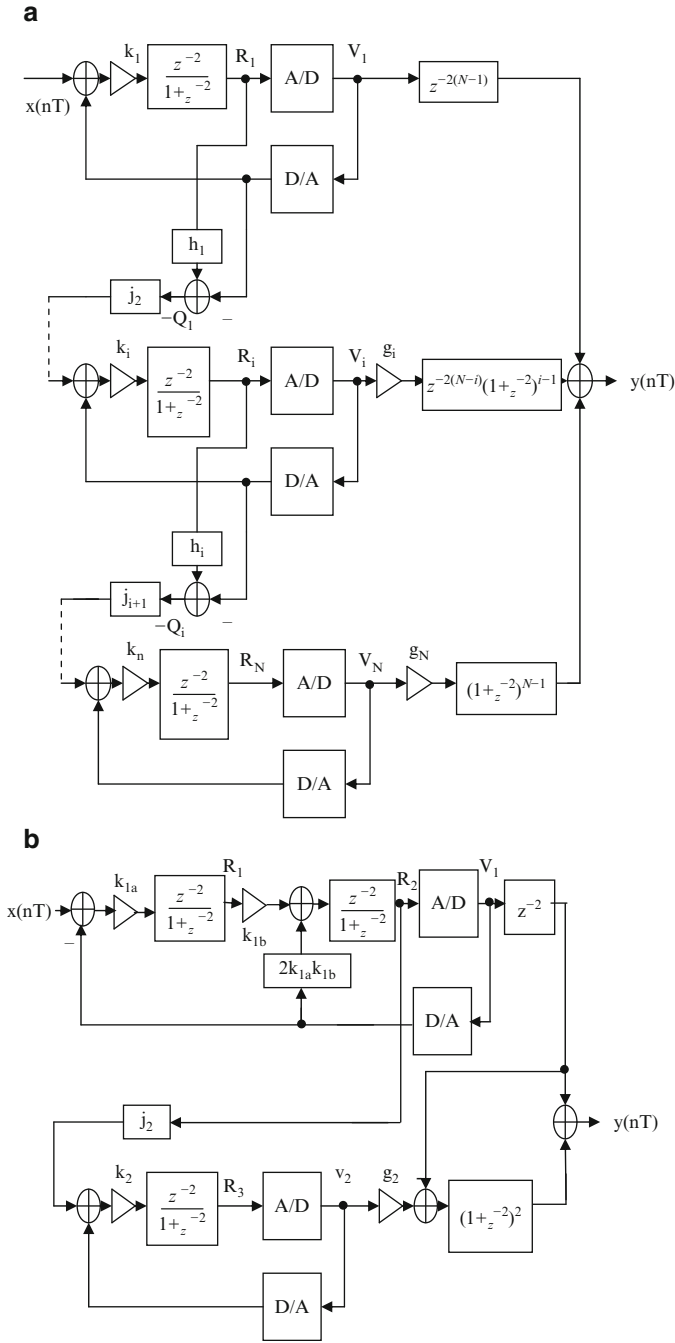 a
k₁ z⁻² R₁ A/D V₁ z⁻²⁽ᴺ⁻¹⁾
1+z⁻²
x(nT)
D/A
h₁
j₂
−Q₁ −
kᵢ z⁻² Rᵢ A/D Vᵢ gᵢ z⁻²⁽ᴺ⁻ⁱ⁾(1+z⁻²)ⁱ⁻¹ y(nT)
1+z⁻²
D/A
hᵢ
jᵢ₊₁
−Qᵢ −
kₙ z⁻² R_N A/D V_N g_N (1+z⁻²)ᴺ⁻¹
1+z⁻²
D/A
b
x(nT) k₁ₐ z⁻² R₁ k₁b z⁻² R₂ A/D V₁ z⁻²
1+z⁻² 1+z⁻²
−
2k₁ₐk₁b
D/A
j₂
y(nT)
k₂ z⁻² R₃ A/D v₂ g₂ − (1+z⁻²)²
1+z⁻²
D/A